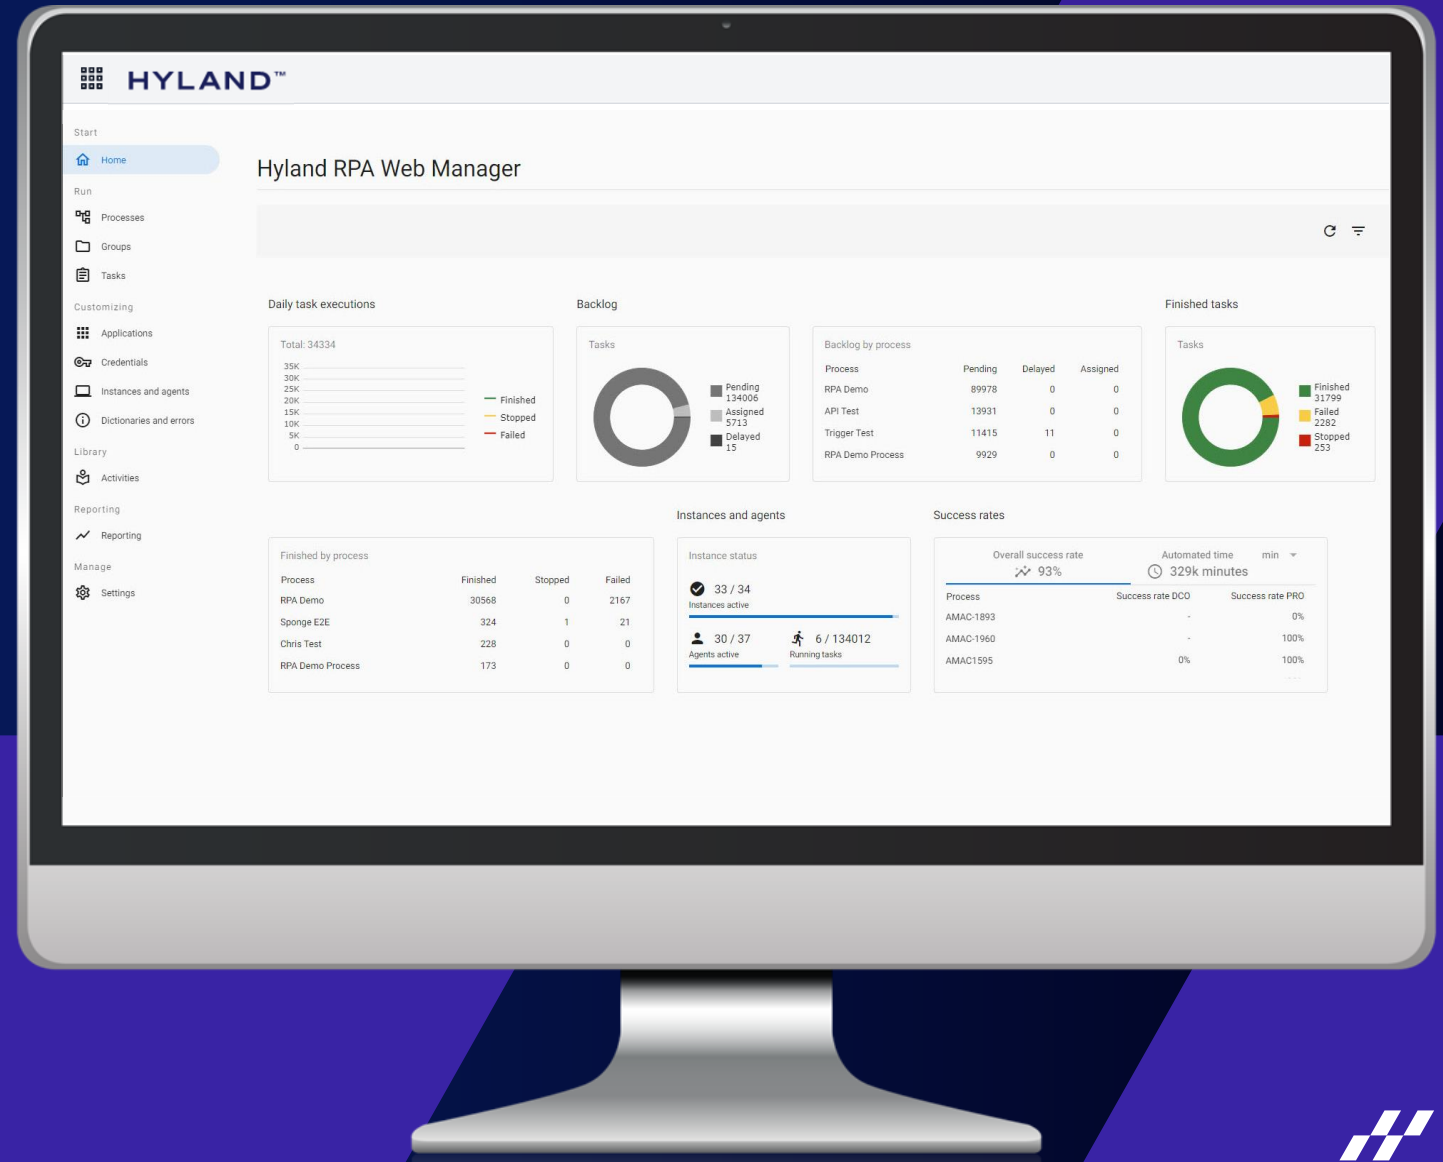 HYLAND™
Start
Home
Run
Processes
Groups
Tasks
Customizing
Applications
Credentials
Instances and agents
Dictionaries and errors
Library
Activities
Reporting
Reporting
Manage
Settings
Hyland RPA Web Manager
Daily task executions
Total: 34334
35K
30K
25K
20K
15K
10K
5K
0
Finished
Stopped
Failed
Backlog
Tasks
Pending
134006
Assigned
5713
Delayed
15
Backlog by process
Process Pending Delayed Assigned
RPA Demo 89978 0 0
API Test 13931 0 0
Trigger Test 11415 11 0
RPA Demo Process 9929 0 0
Finished tasks
Tasks
Finished
31799
Failed
2282
Stopped
253
Finished by process
Process Finished Stopped Failed
RPA Demo 30568 0 2167
Sponge E2E 324 1 21
Chris Test 228 0 0
RPA Demo Process 173 0 0
Instances and agents
Instance status
33 / 34
Instances active
30 / 37
Agents active
6 / 134012
Running tasks
Success rates
Overall success rate
93%
Automated time min
329k minutes
Process Success rate DCO Success rate PRO
AMAC-1893 - 0%
AMAC-1960 - 100%
AMAC1595 0% 100%